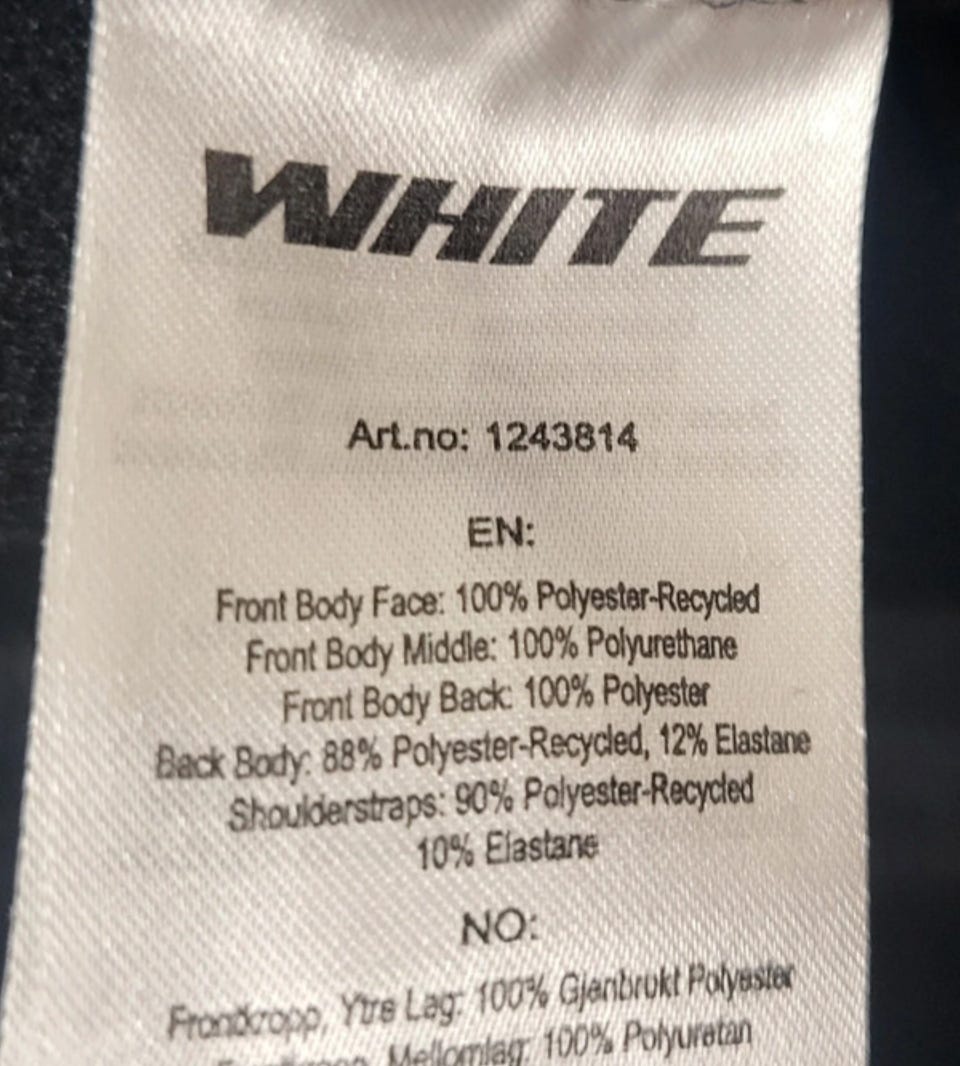 WHITE
Art.no: 1243814
EN:
Front Body Face: 100% Polyester-Recycled
Front Body Middle: 100% Polyurethane
Front Body Back: 100% Polyester
Back Body: 88% Polyester-Recycled, 12% Elastane
Shoulderstraps: 90% Polyester-Recycled
10% Elastane
NO:
Frontkropp, Ytre Lag: 100% Gjenbrukt Polyester
Mellomlag: 100% Polyuretan